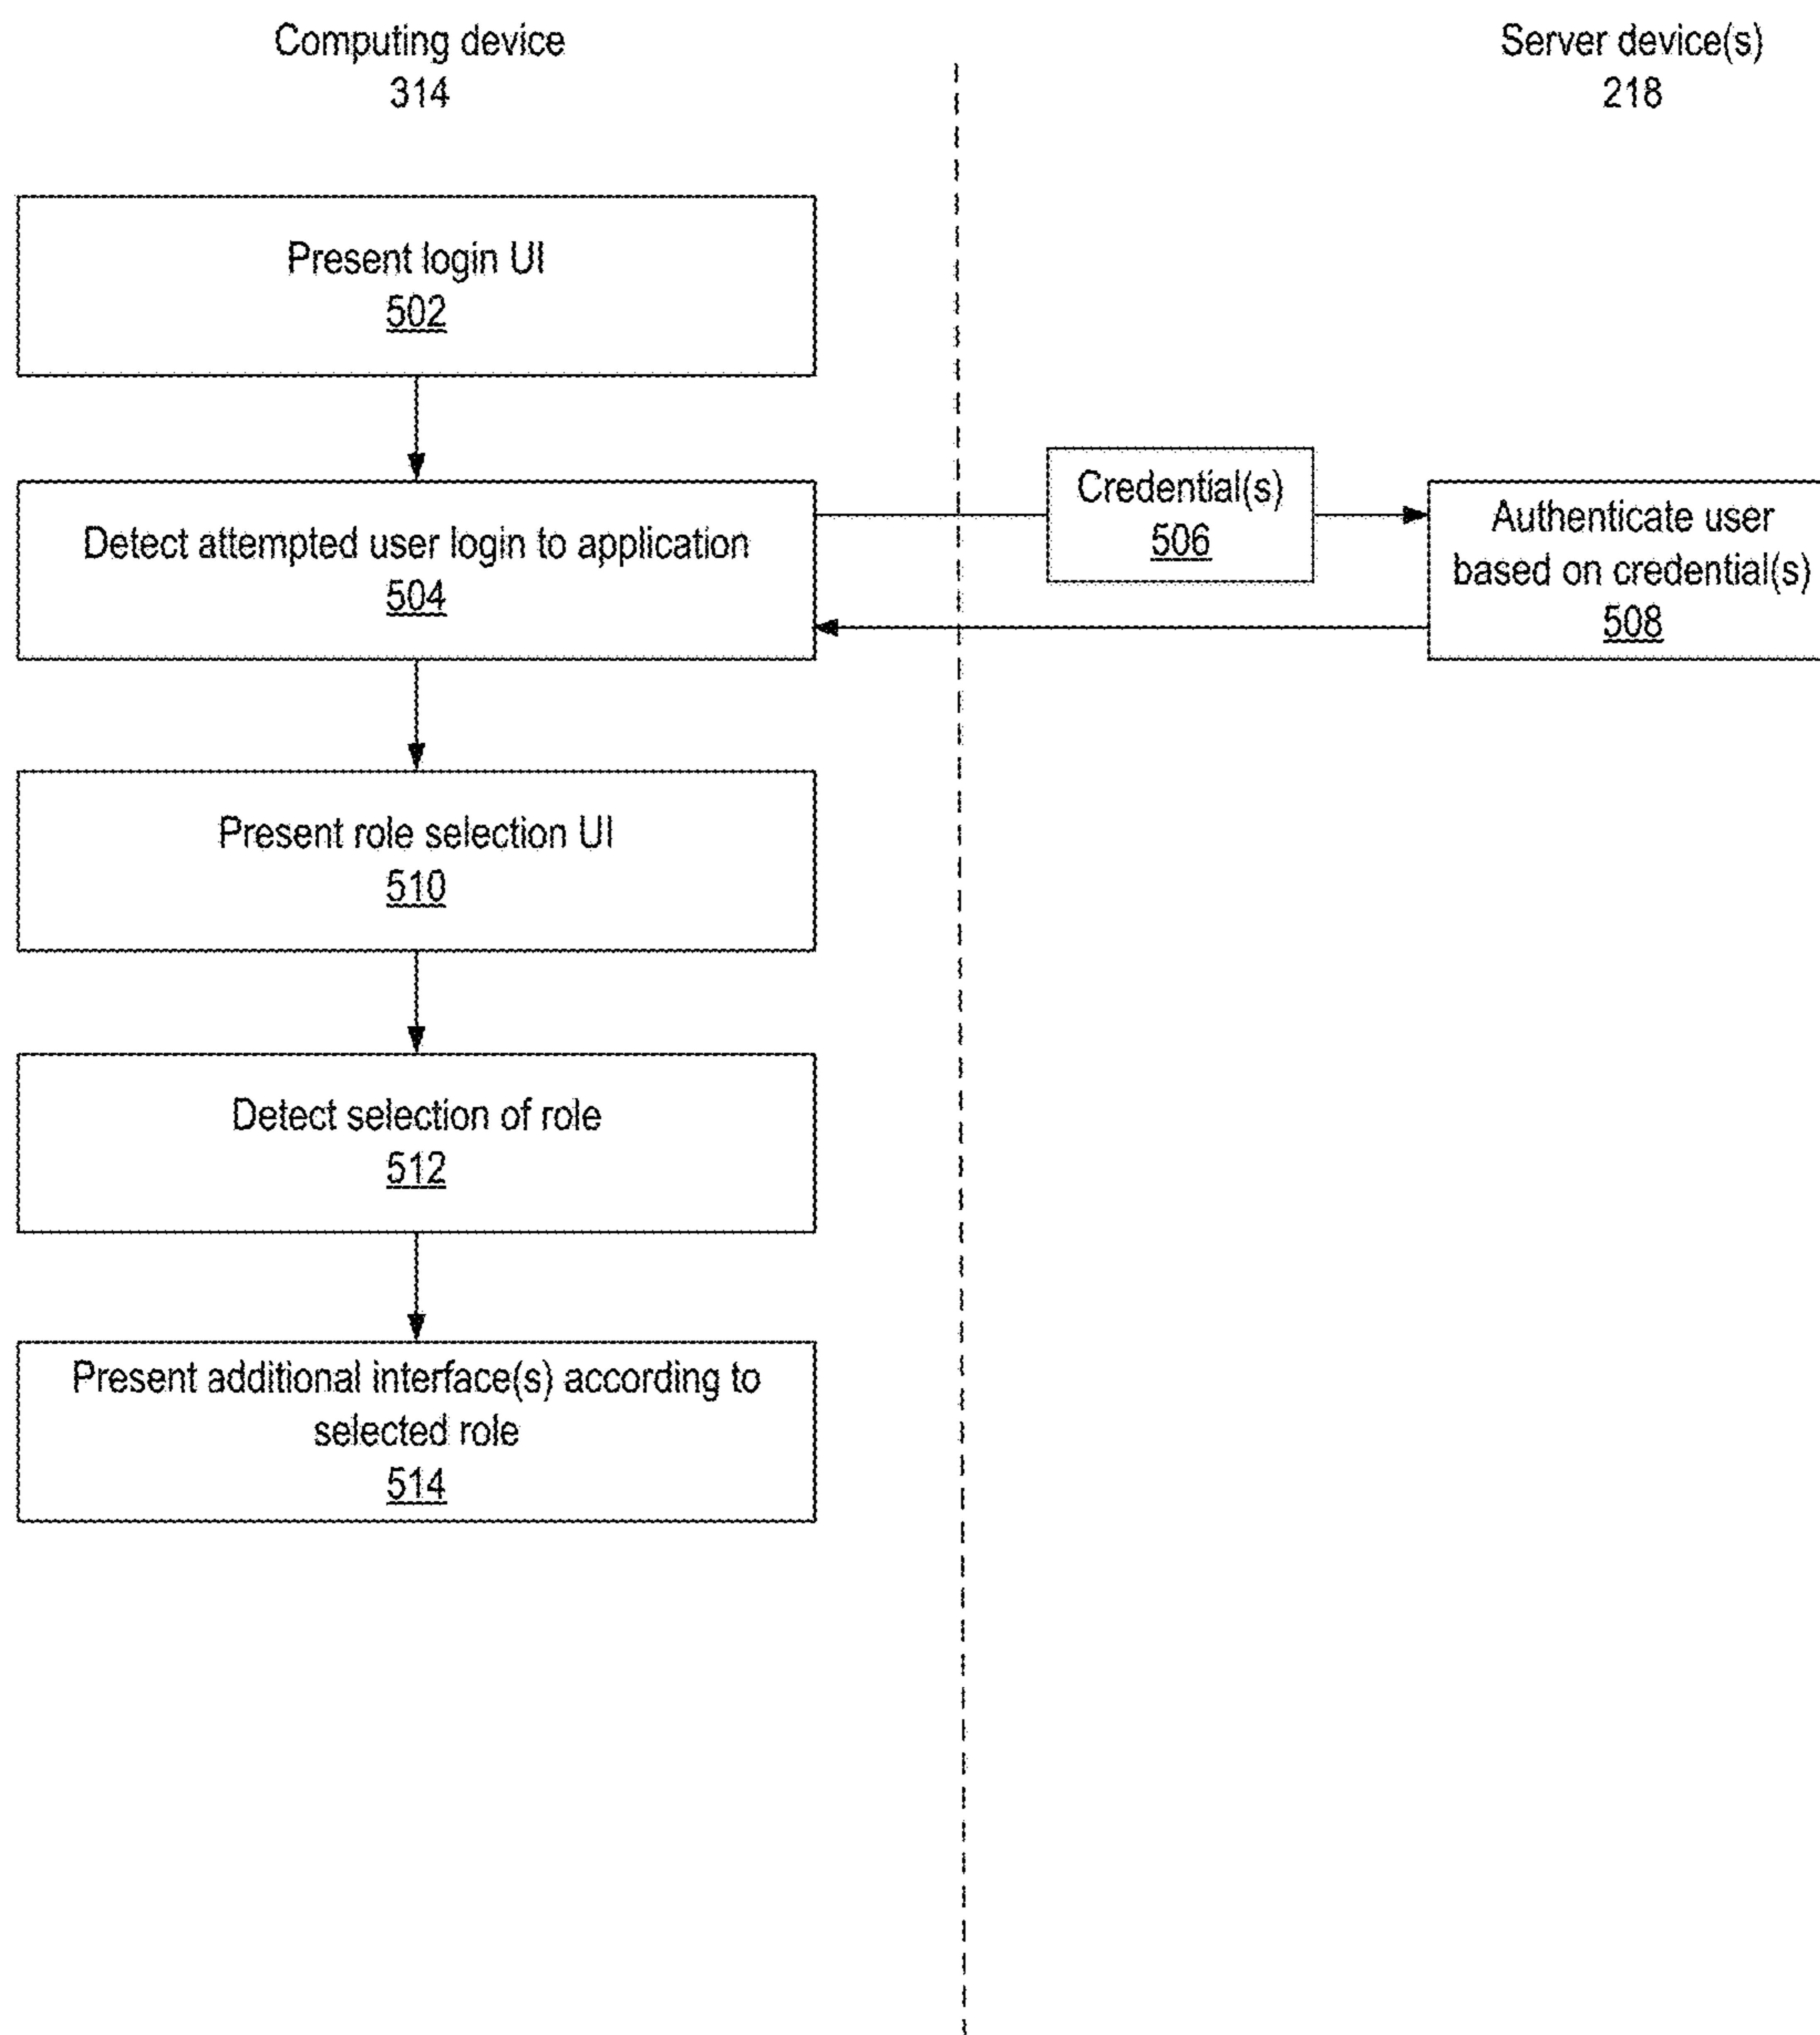 Computing device
314
Server device(s)
218
Present login UI
502
Detect attempted user login to application
504
Credential(s)
506
Authenticate user
based on credential(s)
508
Present role selection UI
510
Detect selection of role
512
Present additional interface(s) according to
selected role
514